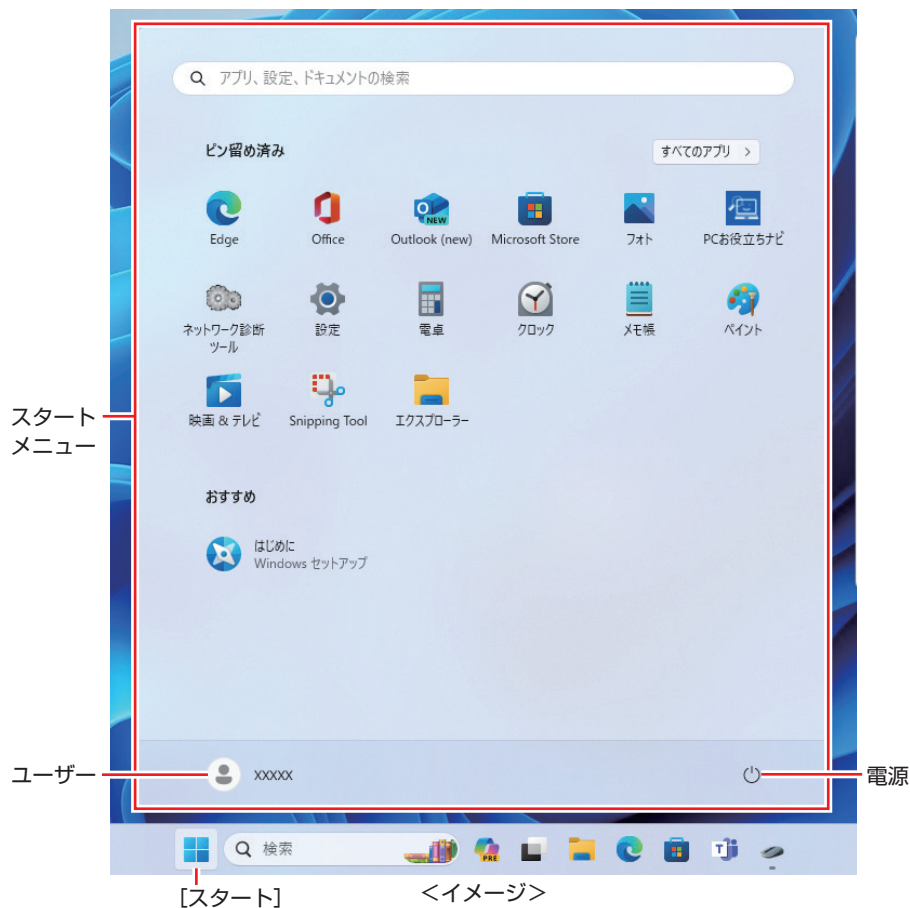 アプリ、設定、ドキュメントの検索
ピン留め済み
すべてのアプリ >
Edge
Office
NEW
Outlook (new)
Microsoft Store
フォト
PCお役立ちナビ
ネットワーク診断
ツール
設定
電卓
クロック
メモ帳
ペイント
映画 & テレビ
Snipping Tool
エクスプローラー
スタート
メニュー
おすすめ
はじめに
Windows セットアップ
ユーザー
xxxxx
電源
検索
PRE
[スタート]
<イメージ>